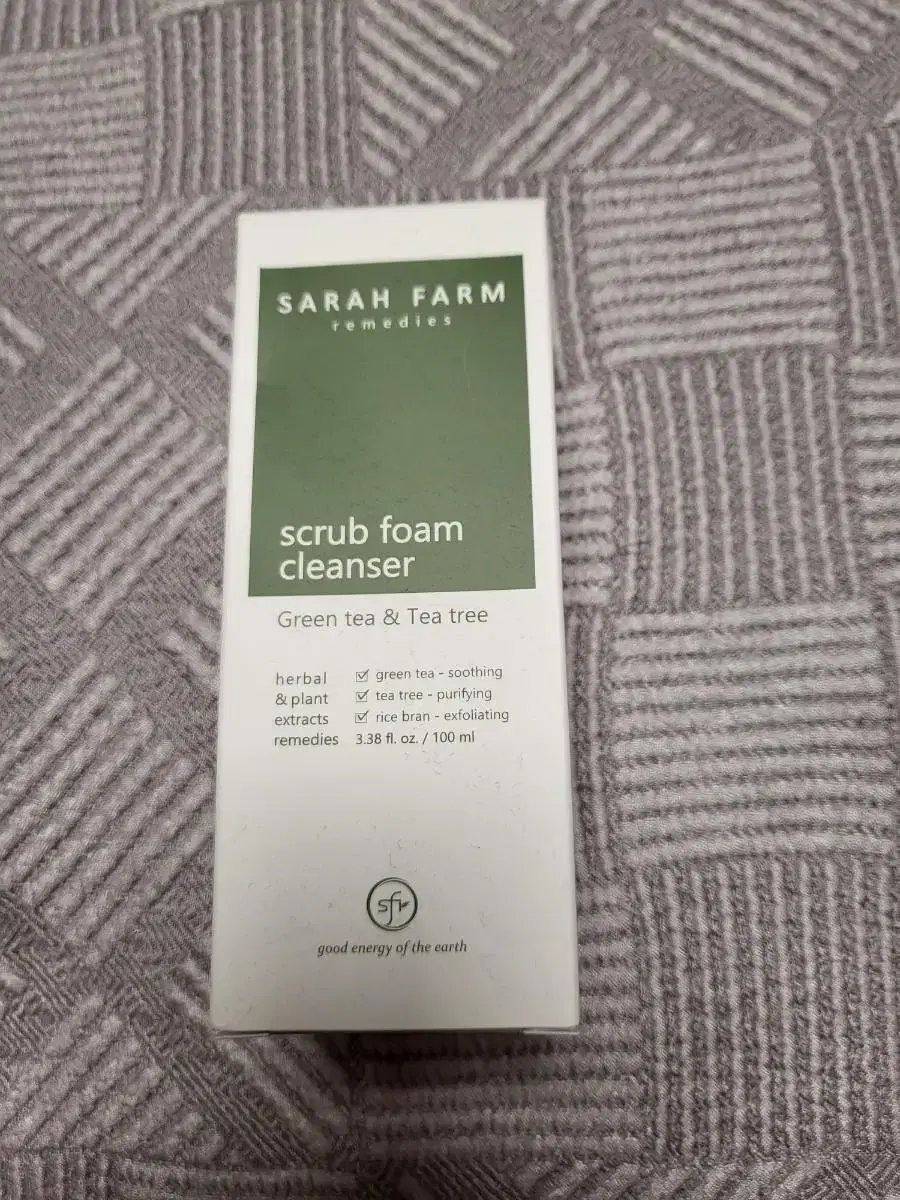 SARAH FARM
remedies
scrub foam
cleanser
Green tea & Tea tree
herbal
& plant
extracts
remedies
☑ green tea - soothing
☑ tea tree - purifying
☑ rice bran - exfoliating
3.38 fl. oz. / 100 ml
sfr
good energy of the earth